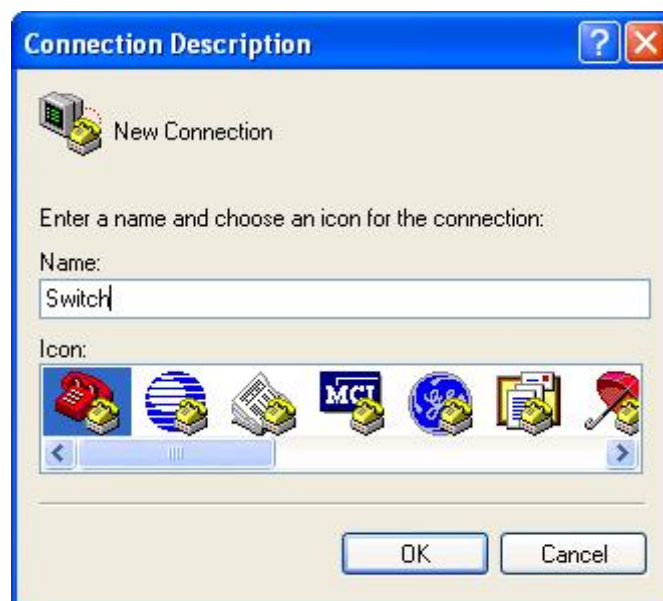 Connection Description
New Connection
Enter a name and choose an icon for the connection:
Name:
Switch
Icon:
MCI
OK
Cancel